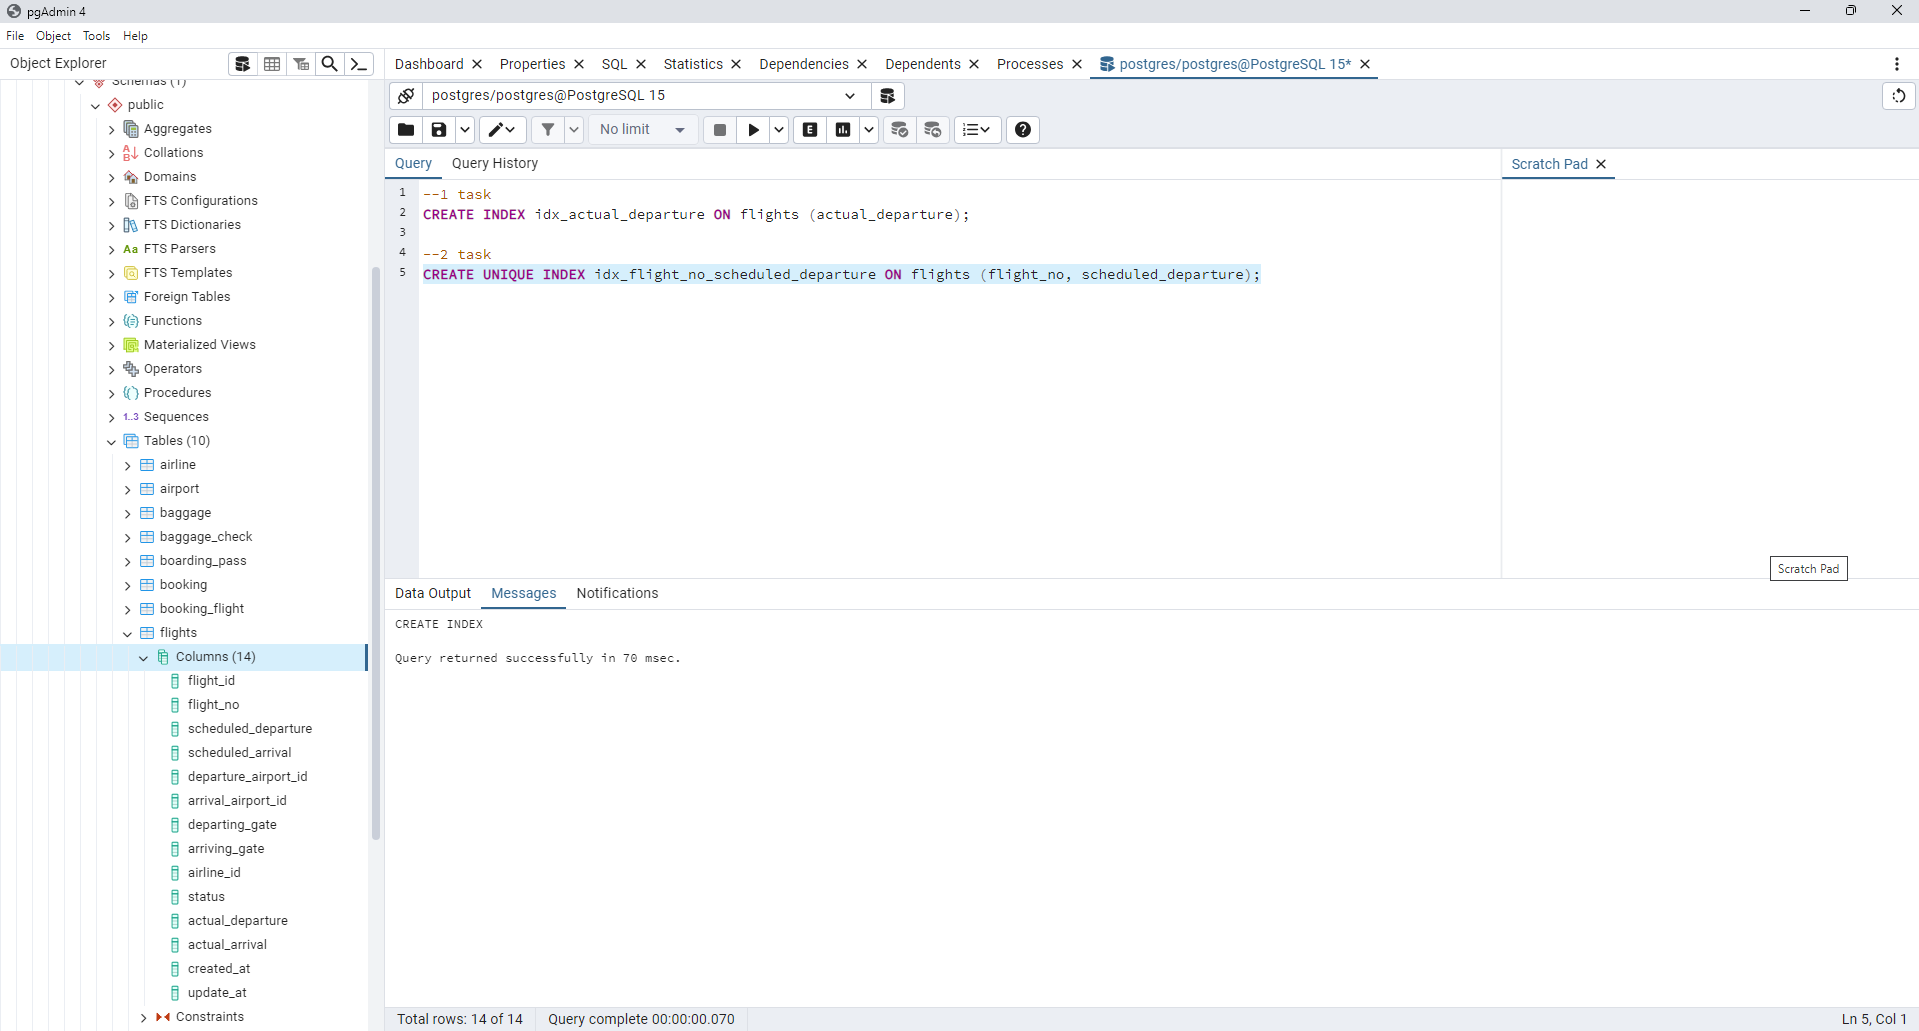 pgAdmin 4
File Object Tools Help
Object Explorer
Dashboard Properties SQL Statistics Dependencies Dependents Processes postgres/postgres@PostgreSQL 15*
Schemas (1)
public
Aggregates
Collations
Domains
FTS Configurations
FTS Dictionaries
Aa FTS Parsers
FTS Templates
Foreign Tables
Functions
Materialized Views
Operators
Procedures
1..3 Sequences
Tables (10)
airline
airport
baggage
baggage_check
boarding_pass
booking
booking_flight
flights
Columns (14)
flight_id
flight_no
scheduled_departure
scheduled_arrival
departure_airport_id
arrival_airport_id
departing_gate
arriving_gate
airline_id
status
actual_departure
actual_arrival
created_at
update_at
Constraints
postgres/postgres@PostgreSQL 15
No limit
E
Query Query History
1 --1 task
2 CREATE INDEX idx_actual_departure ON flights (actual_departure);
3
4 --2 task
5 CREATE UNIQUE INDEX idx_flight_no_scheduled_departure ON flights (flight_no, scheduled_departure);
Scratch Pad
Scratch Pad
Data Output Messages Notifications
CREATE INDEX
Query returned successfully in 70 msec.
Total rows: 14 of 14 Query complete 00:00:00.070 Ln 5, Col 1